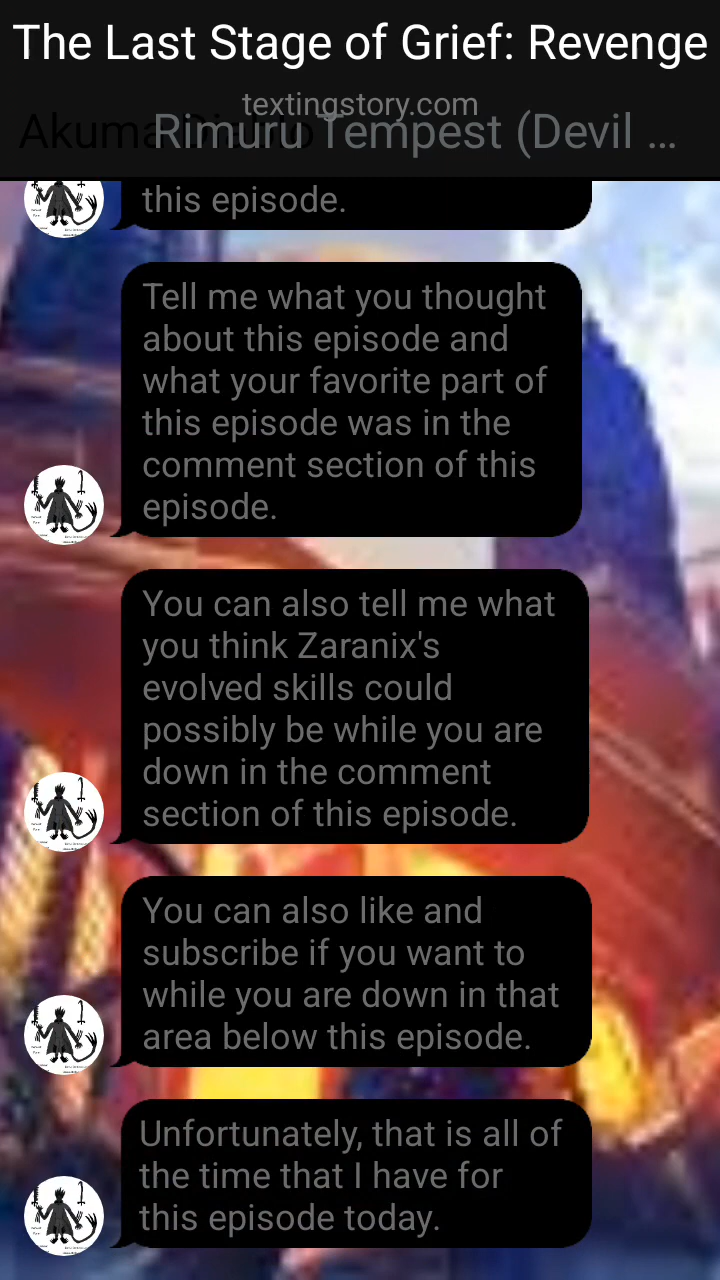 The Last Stage of Grief: Revenge
textingstory.com
Akuma Diablo Rimuru Tempest (Devil ...
this episode.
Tell me what you thought
about this episode and
what your favorite part of
this episode was in the
comment section of this
episode.
You can also tell me what
you think Zaranix's
evolved skills could
possibly be while you are
down in the comment
section of this episode.
You can also like and
subscribe if you want to
while you are down in that
area below this episode.
Unfortunately, that is all of
the time that I have for
this episode today.